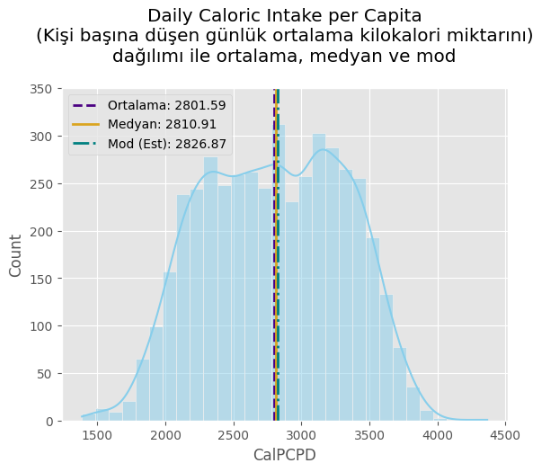 Daily Caloric Intake per Capita
(Kişi başına düşen günlük ortalama kilokalori miktarını)
dağılımı ile ortalama, medyan ve mod
Ortalama: 2801.59
Medyan: 2810.91
Mod (Est): 2826.87
350
300
250
200
150
100
50
0
Count
1500 2000 2500 3000 3500 4000 4500
CalPCPD